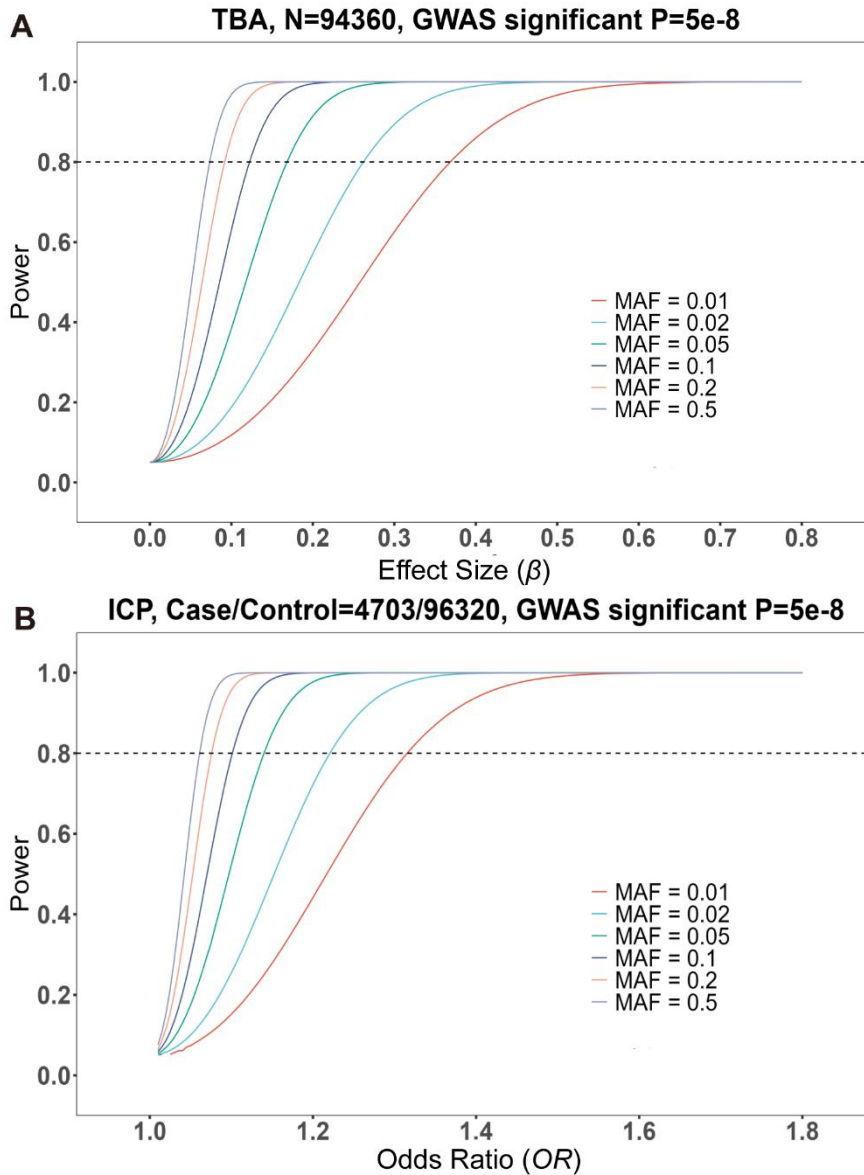 A
TBA, N=94360, GWAS significant P=5e-8
1.0
0.8
0.6
0.4
0.2
0.0
Power
MAF = 0.01
MAF = 0.02
MAF = 0.05
MAF = 0.1
MAF = 0.2
MAF = 0.5
0.0 0.1 0.2 0.3 0.4 0.5 0.6 0.7 0.8
Effect Size (β)
B
ICP, Case/Control=4703/96320, GWAS significant P=5e-8
1.0
0.8
0.6
0.4
0.2
0.0
Power
MAF = 0.01
MAF = 0.02
MAF = 0.05
MAF = 0.1
MAF = 0.2
MAF = 0.5
1.0 1.2 1.4 1.6 1.8
Odds Ratio (OR)